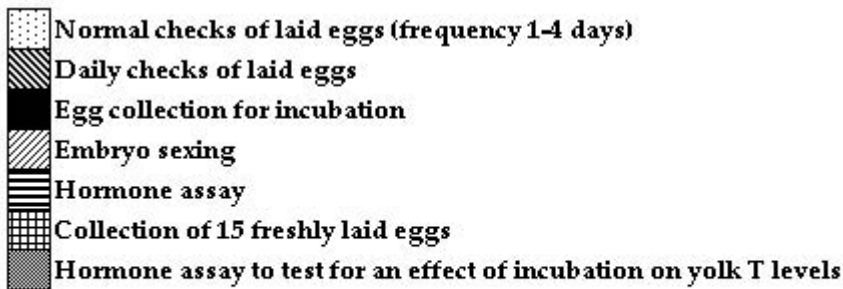 Normal checks of laid eggs (frequency 1-4 days)
Daily checks of laid eggs
Egg collection for incubation
Embryo sexing
Hormone assay
Collection of 15 freshly laid eggs
Hormone assay to test for an effect of incubation on yolk T levels